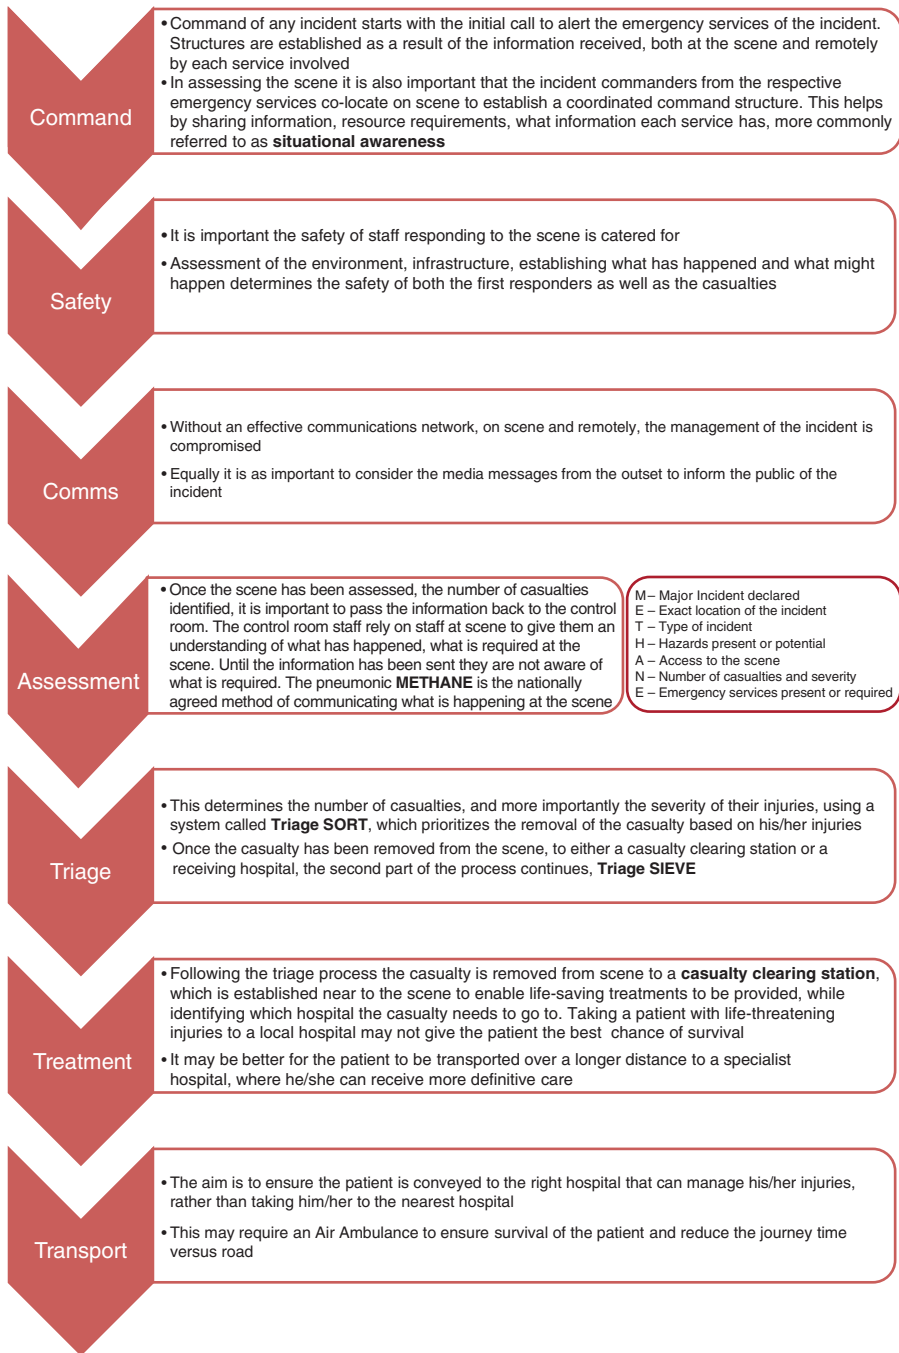 Command
• Command of any incident starts with the initial call to alert the emergency services of the incident.
Structures are established as a result of the information received, both at the scene and remotely
by each service involved
• In assessing the scene it is also important that the incident commanders from the respective
emergency services co-locate on scene to establish a coordinated command structure. This helps
by sharing information, resource requirements, what information each service has, more commonly
referred to as situational awareness
Safety
• It is important the safety of staff responding to the scene is catered for
• Assessment of the environment, infrastructure, establishing what has happened and what might
happen determines the safety of both the first responders as well as the casualties
Comms
• Without an effective communications network, on scene and remotely, the management of the incident is
compromised
• Equally it is as important to consider the media messages from the outset to inform the public of the
incident
Assessment
• Once the scene has been assessed, the number of casualties
identified, it is important to pass the information back to the control
room. The control room staff rely on staff at scene to give them an
understanding of what has happened, what is required at the
scene. Until the information has been sent they are not aware of
what is required. The pneumonic METHANE is the nationally
agreed method of communicating what is happening at the scene
M – Major Incident declared
E – Exact location of the incident
T – Type of incident
H – Hazards present or potential
A – Access to the scene
N – Number of casualties and severity
E – Emergency services present or required
Triage
• This determines the number of casualties, and more importantly the severity of their injuries, using a
system called Triage SORT, which prioritizes the removal of the casualty based on his/her injuries
• Once the casualty has been removed from the scene, to either a casualty clearing station or a
receiving hospital, the second part of the process continues, Triage SIEVE
Treatment
• Following the triage process the casualty is removed from scene to a casualty clearing station,
which is established near to the scene to enable life-saving treatments to be provided, while
identifying which hospital the casualty needs to go to. Taking a patient with life-threatening
injuries to a local hospital may not give the patient the best chance of survival
• It may be better for the patient to be transported over a longer distance to a specialist
hospital, where he/she can receive more definitive care
Transport
• The aim is to ensure the patient is conveyed to the right hospital that can manage his/her injuries,
rather than taking him/her to the nearest hospital
• This may require an Air Ambulance to ensure survival of the patient and reduce the journey time
versus road